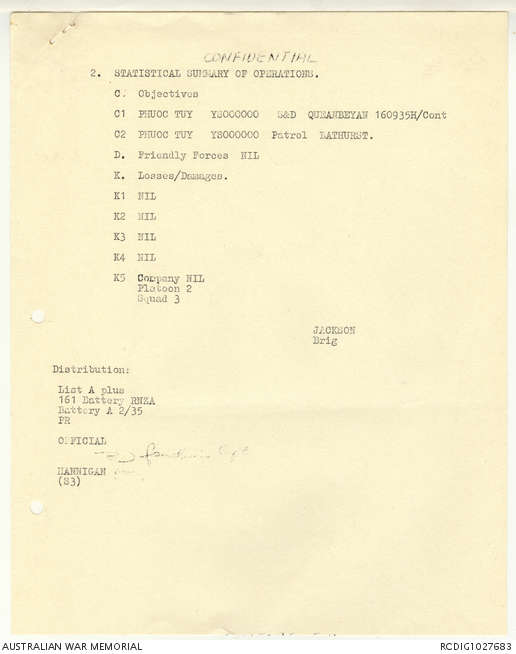 CONFIDENTIAL
2. STATISTICAL SUMMARY OF OPERATIONS.
C. Objectives
C1 PHUOC TUY YS000000 S&D QUEANBEYAN 160935H/Cont
C2 PHUOC TUY YS000000 Patrol BATHURST.
D. Friendly Forces NIL
K. Losses/Damages.
K1 NIL
K2 NIL
K3 NIL
K4 NIL
K5 Company NIL
Platoon 2
Squad 3
JACKSON
Brig
Distribution:
List A plus
161 Battery RNZA
Battery A 2/35
PR
OFFICIAL
HANNIGAN
(S3)
AUSTRALIAN WAR MEMORIAL
RCDIG1027683